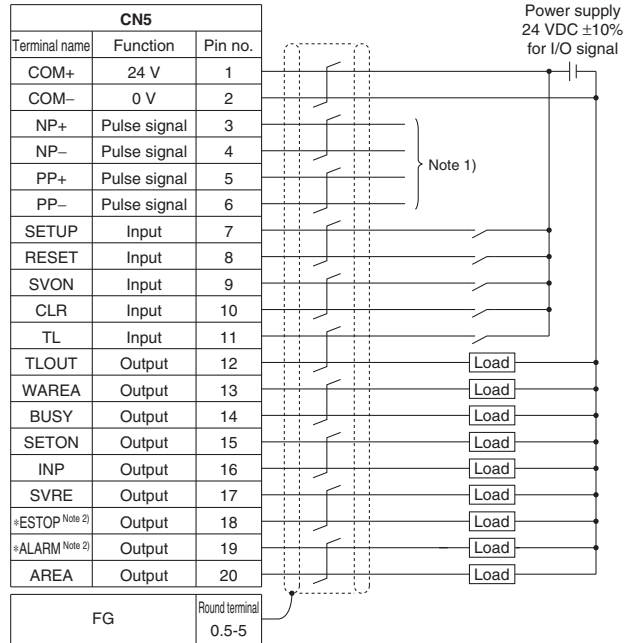 CN5
Power supply
24 VDC ±10%
for I/O signal
Terminal name Function Pin no.
COM+ 24 V 1
COM– 0 V 2
NP+ Pulse signal 3
NP– Pulse signal 4
PP+ Pulse signal 5
PP– Pulse signal 6
Note 1)
SETUP Input 7
RESET Input 8
SVON Input 9
CLR Input 10
TL Input 11
TLOUT Output 12 Load
WAREA Output 13 Load
BUSY Output 14 Load
SETON Output 15 Load
INP Output 16 Load
SVRE Output 17 Load
*ESTOP Note 2) Output 18 Load
*ALARM Note 2) Output 19 Load
AREA Output 20 Load
FG Round terminal
0.5-5